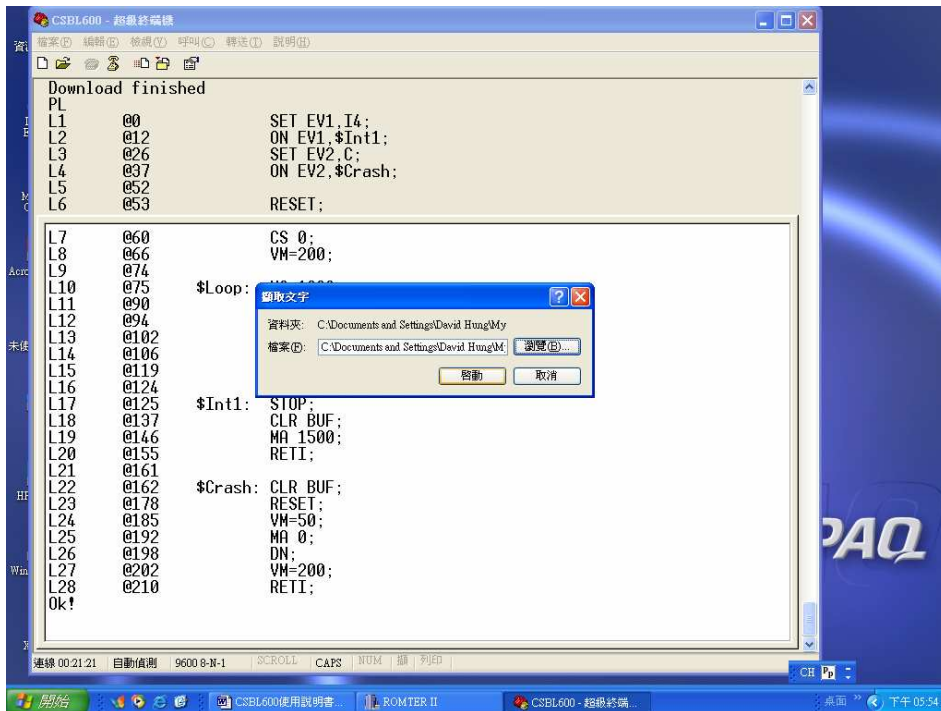 CSBL600 - 超級終端機
檔案(F) 編輯(E) 檢視(V) 呼叫(C) 轉送(T) 說明(H)
Download finished
PL
L1 @0 SET EV1,I4;
L2 @12 ON EV1,$Int1;
L3 @26 SET EV2,C;
L4 @37 ON EV2,$Crash;
L5 @52
L6 @53 RESET;
L7 @60 CS 0;
L8 @66 VM=200;
L9 @74
L10 @75 $Loop:
L11 @90
L12 @94
L13 @102
L14 @106
L15 @119
L16 @124
L17 @125 $Int1: STOP;
L18 @137 CLR BUF;
L19 @146 MA 1500;
L20 @155 RETI;
L21 @161
L22 @162 $Crash: CLR BUF;
L23 @178 RESET;
L24 @185 VM=50;
L25 @192 MA 0;
L26 @198 DN;
L27 @202 VM=200;
L28 @210 RETI;
Ok!
擷取文字
資料夾: C:\Documents and Settings\David Hung\My
檔案(F): C:\Documents and Settings\David Hung\M 瀏覽(B)...
啓動 取消
連線 00:21:21 自動偵測 9600 8-N-1 SCROLL CAPS NUM 擷 列印
PAQ
CH
開始 CSBL600使用說明書... ROMTER II CSBL600 - 超級終端... 桌面 » 下午 05:54